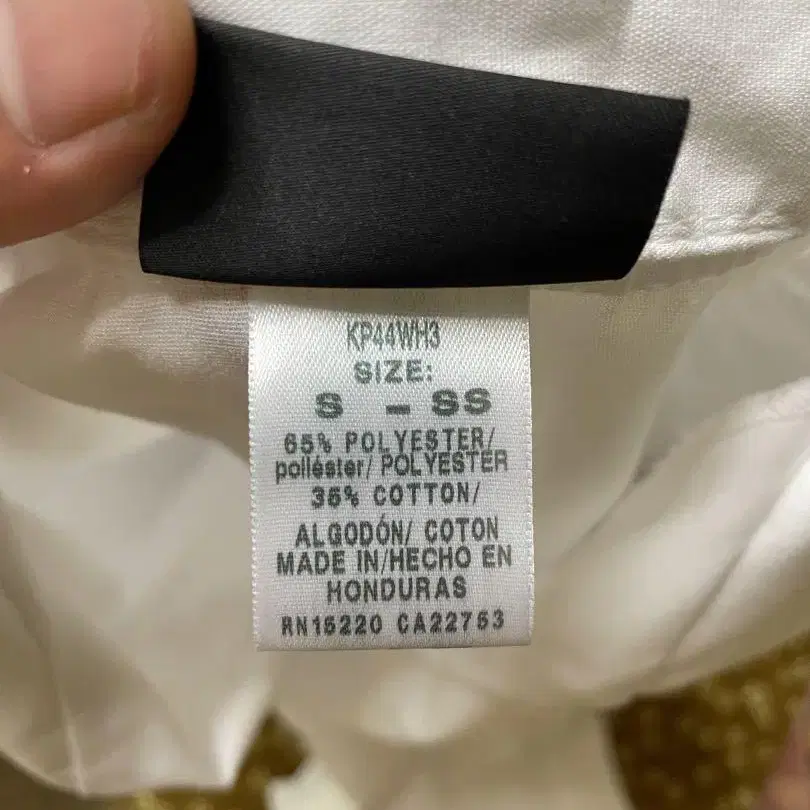 KP44WH3
SIZE:
S - SS
65% POLYESTER/
poliéster/ POLYESTER
35% COTTON/
ALGODÓN/ COTON
MADE IN/HECHO EN
HONDURAS
RN15220 CA22753